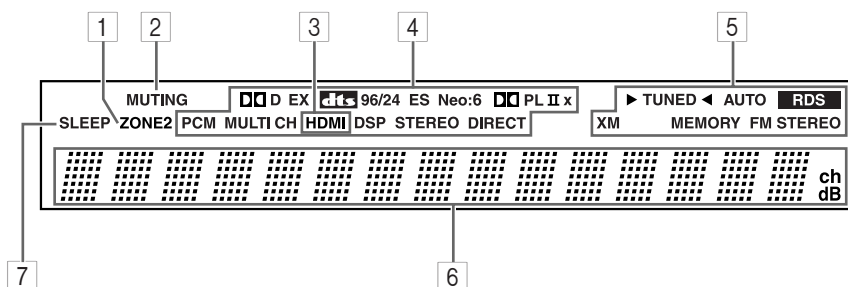 1 2 3 4 5
MUTING D EX dts 96/24 ES Neo:6 PL II x TUNED AUTO RDS
SLEEP ZONE2 PCM MULTI CH HDMI DSP STEREO DIRECT XM MEMORY FM STEREO
ch
dB
7 6